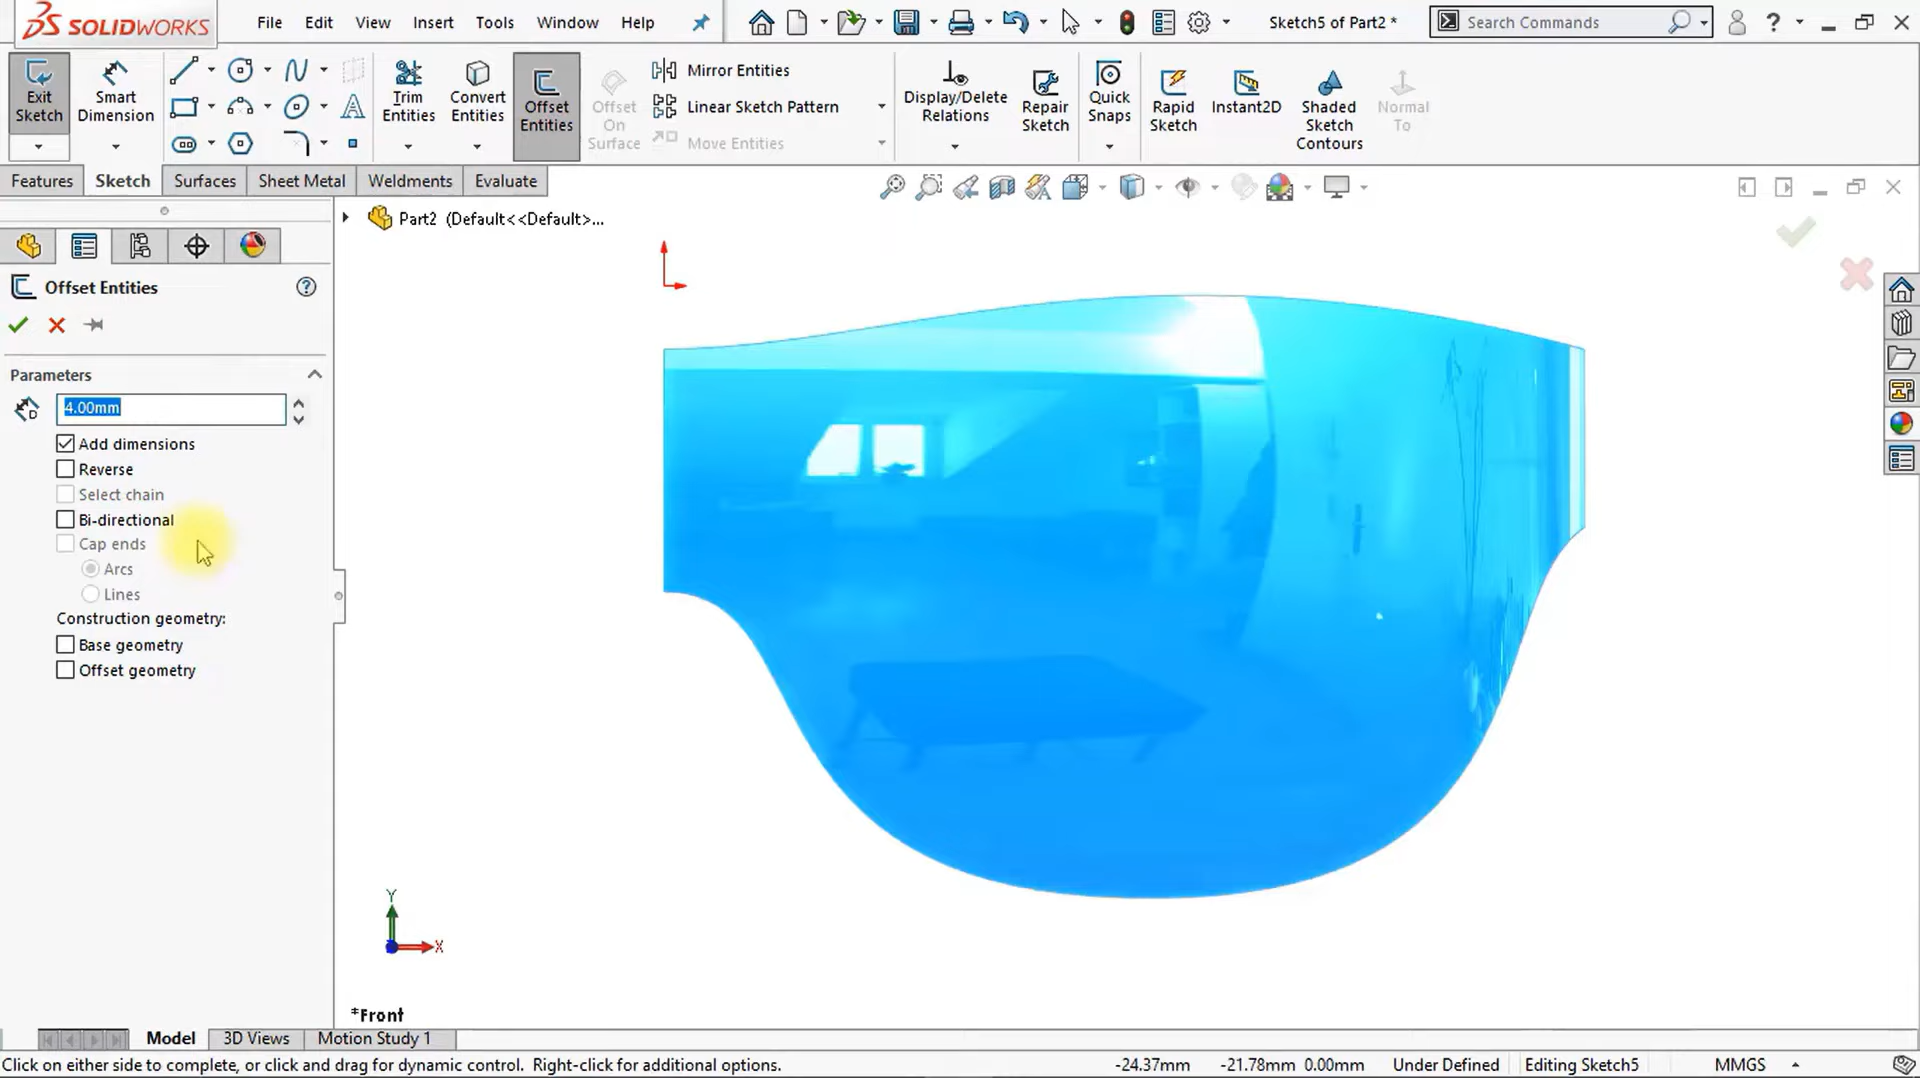 SOLIDWORKS File Edit View Insert Tools Window Help Sketch5 of Part2 * Search Commands ?
Exit Sketch
Smart Dimension
Trim Entities
Convert Entities
Offset Entities
Offset On Surface
Mirror Entities
Linear Sketch Pattern
Move Entities
Display/Delete Relations
Repair Sketch
Quick Snaps
Rapid Sketch
Instant2D
Shaded Sketch Contours
Normal To
Features Sketch Surfaces Sheet Metal Weldments Evaluate
Part2 (Default<<Default>...
Offset Entities
Parameters
4.00mm
Add dimensions
Reverse
Select chain
Bi-directional
Cap ends
Arcs
Lines
Construction geometry:
Base geometry
Offset geometry
Y
X
*Front
Model 3D Views Motion Study 1
Click on either side to complete, or click and drag for dynamic control. Right-click for additional options. -24.37mm -21.78mm 0.00mm Under Defined Editing Sketch5 MMGS